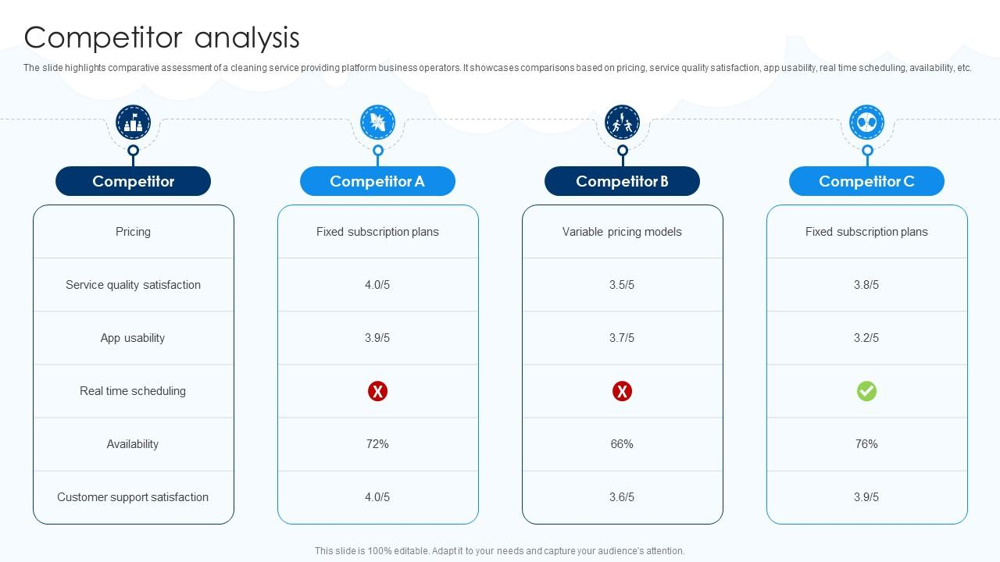 Competitor analysis
The slide highlights comparative assessment of a cleaning service providing platform business operators. It showcases comparisons based on pricing, service quality satisfaction, app usability, real time scheduling, availability, etc.
Competitor
Competitor A
Competitor B
Competitor C
Pricing
Fixed subscription plans
Variable pricing models
Fixed subscription plans
Service quality satisfaction
4.0/5
3.5/5
3.8/5
App usability
3.9/5
3.7/5
3.2/5
Real time scheduling
X
X
Availability
72%
66%
76%
Customer support satisfaction
4.0/5
3.6/5
3.9/5
This slide is 100% editable. Adapt it to your needs and capture your audience's attention.